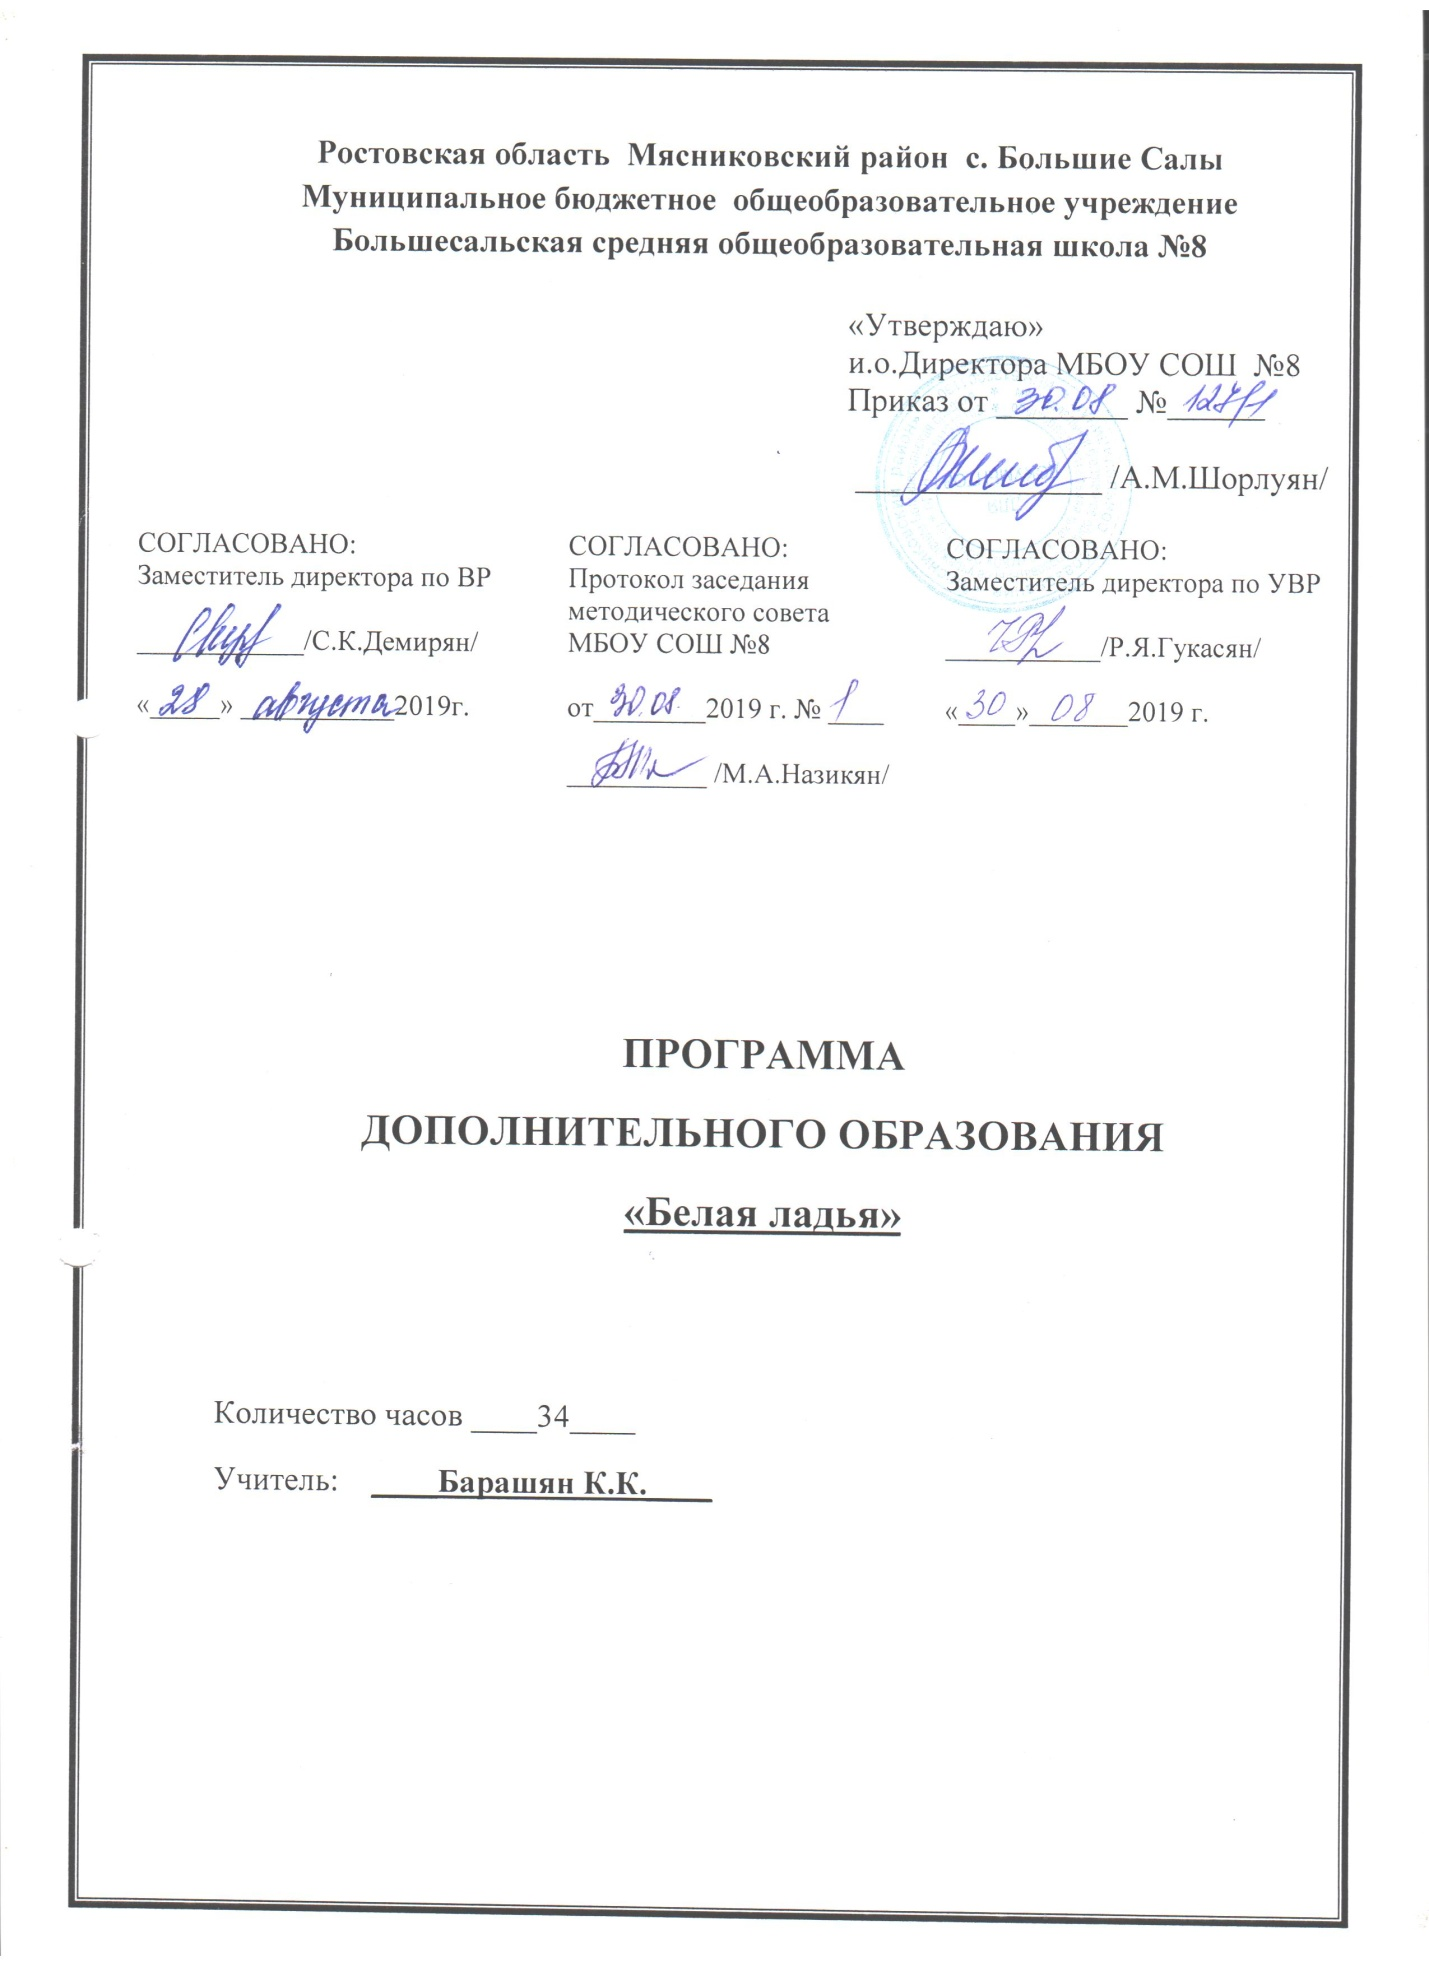 Ростовская область Мясниковский район с. Большие Салы
Муниципальное бюджетное общеобразовательное учреждение
Большесальская средняя общеобразовательная школа №8
«Утверждаю»
и.о.Директора МБОУ СОШ №8
Приказ от 30.08 №
/А.М.Шорлуян/
СОГЛАСОВАНО:
Заместитель директора по ВР
/С.К.Демирян/
«28» августа 2019г.
СОГЛАСОВАНО:
Протокол заседания
методического совета
МБОУ СОШ №8
от 30.08. 2019 г. № 1
/М.А.Назикян/
СОГЛАСОВАНО:
Заместитель директора по УВР
/Р.Я.Гукасян/
«30» 08 2019 г.
ПРОГРАММА
ДОПОЛНИТЕЛЬНОГО ОБРАЗОВАНИЯ
«Белая ладья»
Количество часов ____34____
Учитель: Барашян К.К.